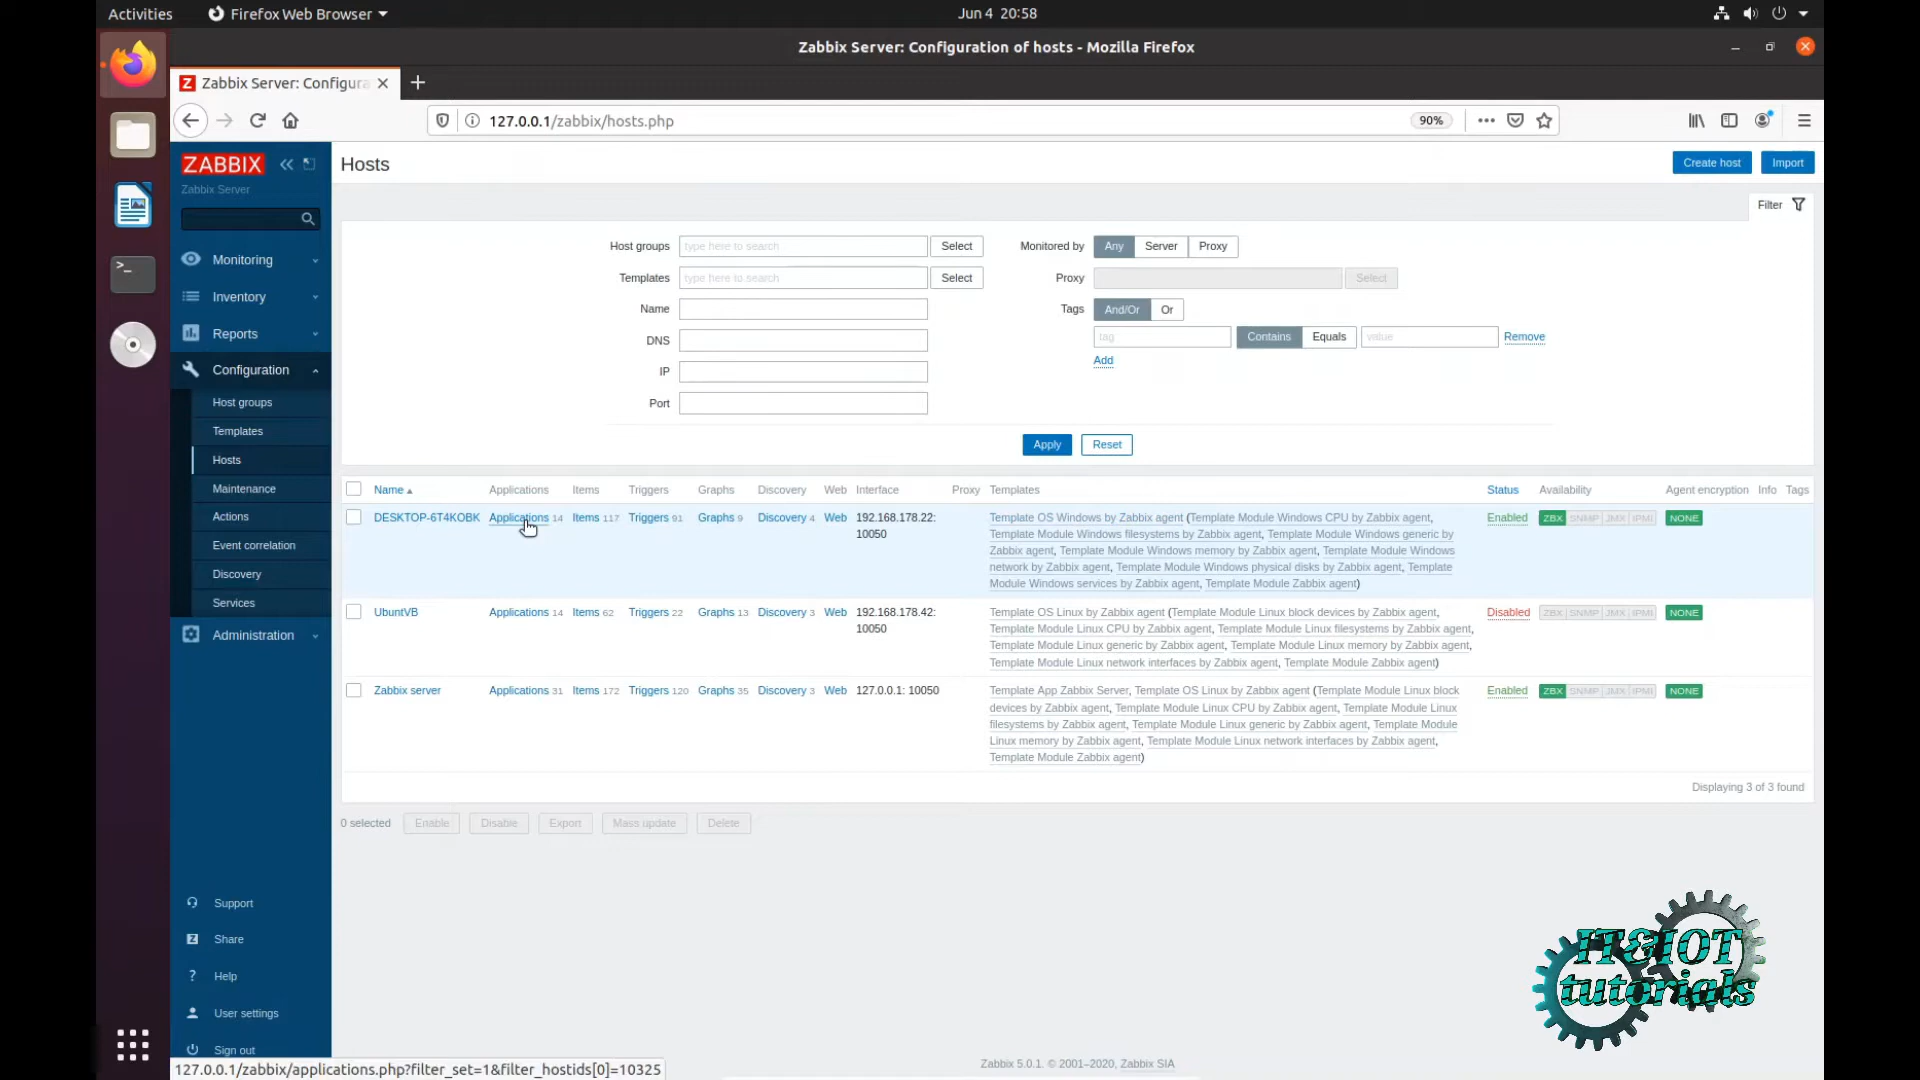 Activities
Firefox Web Browser
Jun 4 20:58
Zabbix Server: Configuration of hosts - Mozilla Firefox
Zabbix Server: Configura
127.0.0.1/zabbix/hosts.php
90%
ZABBIX
Zabbix Server
Monitoring
Inventory
Reports
Configuration
Host groups
Templates
Hosts
Maintenance
Actions
Event correlation
Discovery
Services
Administration
Support
Share
Help
User settings
Sign out
Hosts
Create host
Import
Filter
Host groups type here to search Select
Templates type here to search Select
Name
DNS
IP
Port
Monitored by Any Server Proxy
Proxy Select
Tags And/Or Or
tag Contains Equals value Remove
Add
Apply Reset
Name Applications Items Triggers Graphs Discovery Web Interface Proxy Templates Status Availability Agent encryption Info Tags
DESKTOP-6T4KOBK Applications 14 Items 117 Triggers 91 Graphs 9 Discovery 4 Web 192.168.178.22: Template OS Windows by Zabbix agent (Template Module Windows CPU by Zabbix agent, Enabled ZBX SNMP JMX IPMI NONE
10050 Template Module Windows filesystems by Zabbix agent, Template Module Windows generic by
Zabbix agent, Template Module Windows memory by Zabbix agent, Template Module Windows
network by Zabbix agent, Template Module Windows physical disks by Zabbix agent, Template
Module Windows services by Zabbix agent, Template Module Zabbix agent)
UbuntVB Applications 14 Items 62 Triggers 22 Graphs 13 Discovery 3 Web 192.168.178.42: Template OS Linux by Zabbix agent (Template Module Linux block devices by Zabbix agent, Disabled ZBX SNMP JMX IPMI NONE
10050 Template Module Linux CPU by Zabbix agent, Template Module Linux filesystems by Zabbix agent,
Template Module Linux generic by Zabbix agent, Template Module Linux memory by Zabbix agent,
Template Module Linux network interfaces by Zabbix agent, Template Module Zabbix agent)
Zabbix server Applications 31 Items 172 Triggers 120 Graphs 35 Discovery 3 Web 127.0.0.1: 10050 Template App Zabbix Server, Template OS Linux by Zabbix agent (Template Module Linux block Enabled ZBX SNMP JMX IPMI NONE
devices by Zabbix agent, Template Module Linux CPU by Zabbix agent, Template Module Linux
filesystems by Zabbix agent, Template Module Linux generic by Zabbix agent, Template Module
Linux memory by Zabbix agent, Template Module Linux network interfaces by Zabbix agent,
Template Module Zabbix agent)
Displaying 3 of 3 found
0 selected Enable Disable Export Mass update Delete
IT&IOT
tutorials
Zabbix 5.0.1. © 2001–2020, Zabbix SIA
127.0.0.1/zabbix/applications.php?filter_set=1&filter_hostids[0]=10325